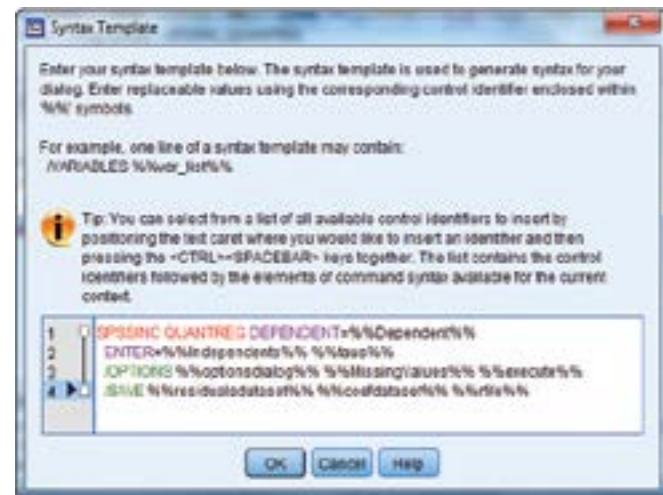 Syntax Template
Enter your syntax template below. The syntax template is used to generate syntax for your
dialog. Enter replaceable values using the corresponding control identifier enclosed within
'%%' symbols.
For example, one line of a syntax template may contain:
/VARIABLES %%var_list%%
Tip: You can select from a list of all available control identifiers to insert by
positioning the text caret where you would like to insert an identifier and then
pressing the <CTRL><SPACEBAR> keys together. The list contains the control
identifiers followed by the elements of command syntax available for the current
context.
1 SPSSINC QUANTREG DEPENDENT=%%Dependent%%
2 ENTER=%%Independents%% %%taus%%
3 /OPTIONS %%optionsdialog%% %%MissingValues%% %%execute%%
4 /SAVE %%residualsdataset%% %%coefdataset%% %%rfile%%
OK Cancel Help